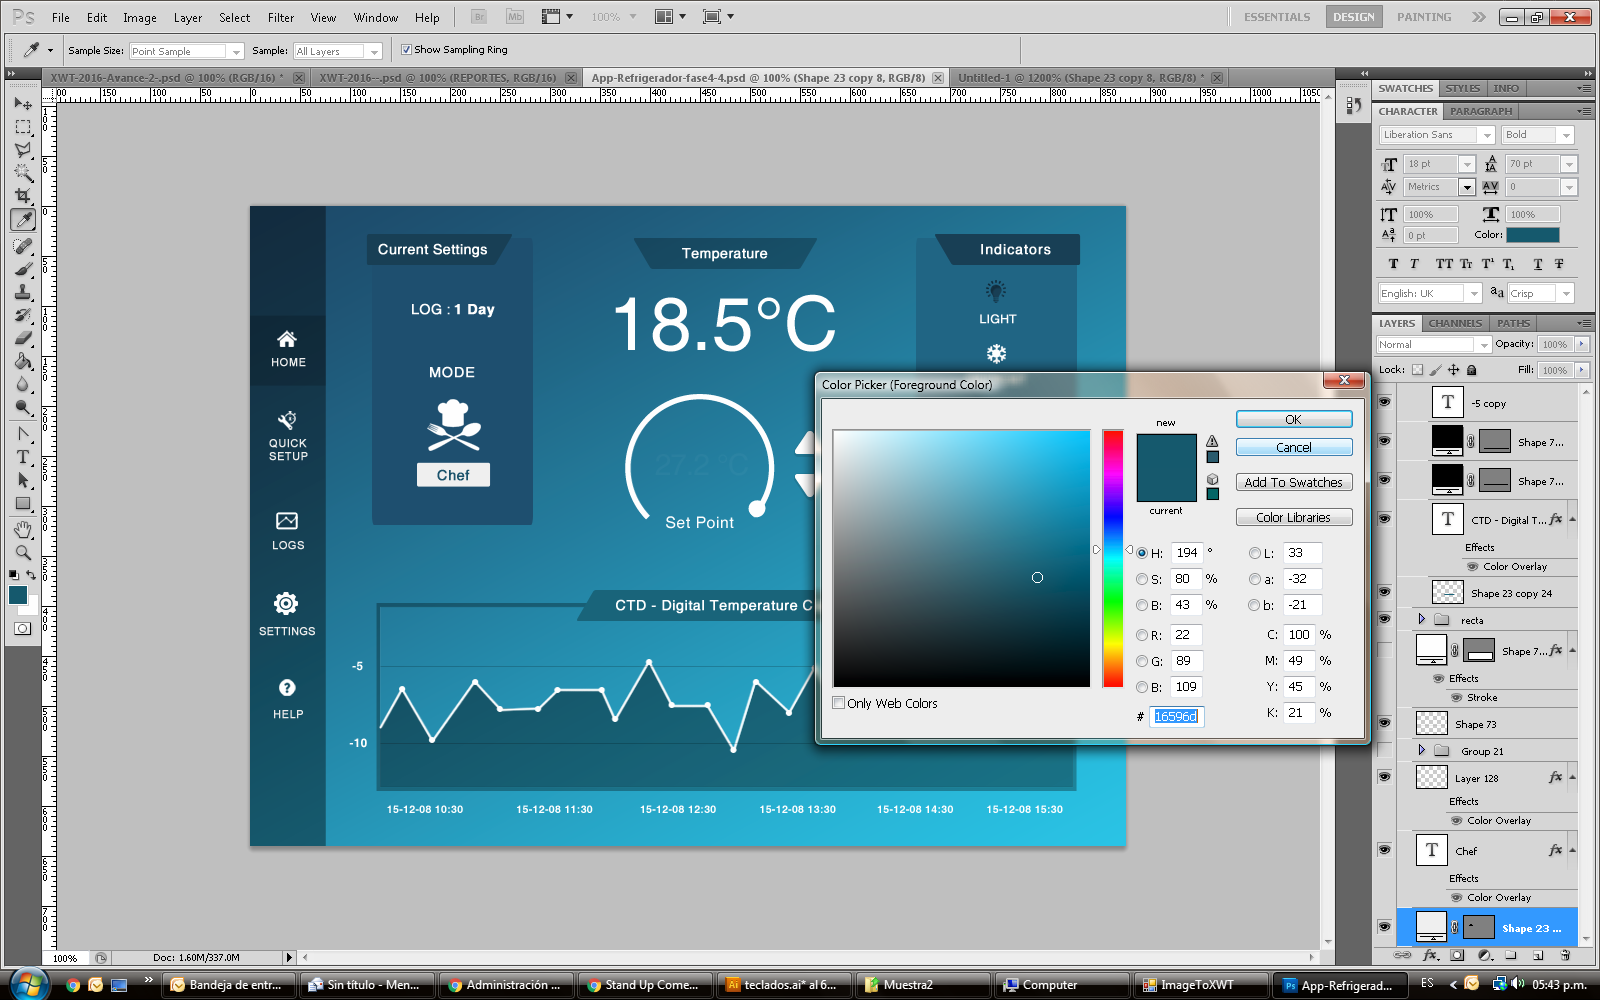 Ps File Edit Image Layer Select Filter View Window Help Br Mb 100% ESSENTIALS DESIGN PAINTING
Sample Size: Point Sample Sample: All Layers Show Sampling Ring
XWT-2016-Avance-2-.psd @ 100% (RGB/16) * XWT-2016--.psd @ 100% (REPORTES, RGB/16) App-Refrigerador-fase4-4.psd @ 100% (Shape 23 copy 8, RGB/8) Untitled-1 @ 1200% (Shape 23 copy 8, RGB/8) *
Current Settings
LOG : 1 Day
MODE
Chef
Temperature
18.5°C
27.2°C
Set Point
Indicators
LIGHT
HOME
QUICK
SETUP
LOGS
SETTINGS
HELP
CTD - Digital Temperature C
-5
-10
15-12-08 10:30 15-12-08 11:30 15-12-08 12:30 15-12-08 13:30 15-12-08 14:30 15-12-08 15:30
Color Picker (Foreground Color)
new
current
OK
Cancel
Add To Swatches
Color Libraries
H: 194 ° L: 33
S: 80 % a: -32
B: 43 % b: -21
R: 22 C: 100 %
G: 89 M: 49 %
B: 109 Y: 45 %
# 16596d K: 21 %
Only Web Colors
SWATCHES STYLES INFO
CHARACTER PARAGRAPH
Liberation Sans Bold
18 pt 70 pt
Metrics 0
100% 100%
0 pt Color:
T T TT Tr T¹ T₁ T T
English: UK aa Crisp
LAYERS CHANNELS PATHS
Normal Opacity: 100%
Lock: Fill: 100%
T -5 copy
Shape 7...
Shape 7...
T CTD - Digital T... fx
Effects
Color Overlay
Shape 23 copy 24
recta
Shape 7... fx
Effects
Stroke
Shape 73
Group 21
Layer 128 fx
Effects
Color Overlay
T Chef fx
Effects
Color Overlay
Shape 23 ...
100% Doc: 1.60M/337.0M
Bandeja de entr... Sin título - Men... Administración ... Stand Up Come... teclados.ai* al 6... Muestra2 Computer ImageToXWT App-Refrigerador... ES 05:43 p.m.